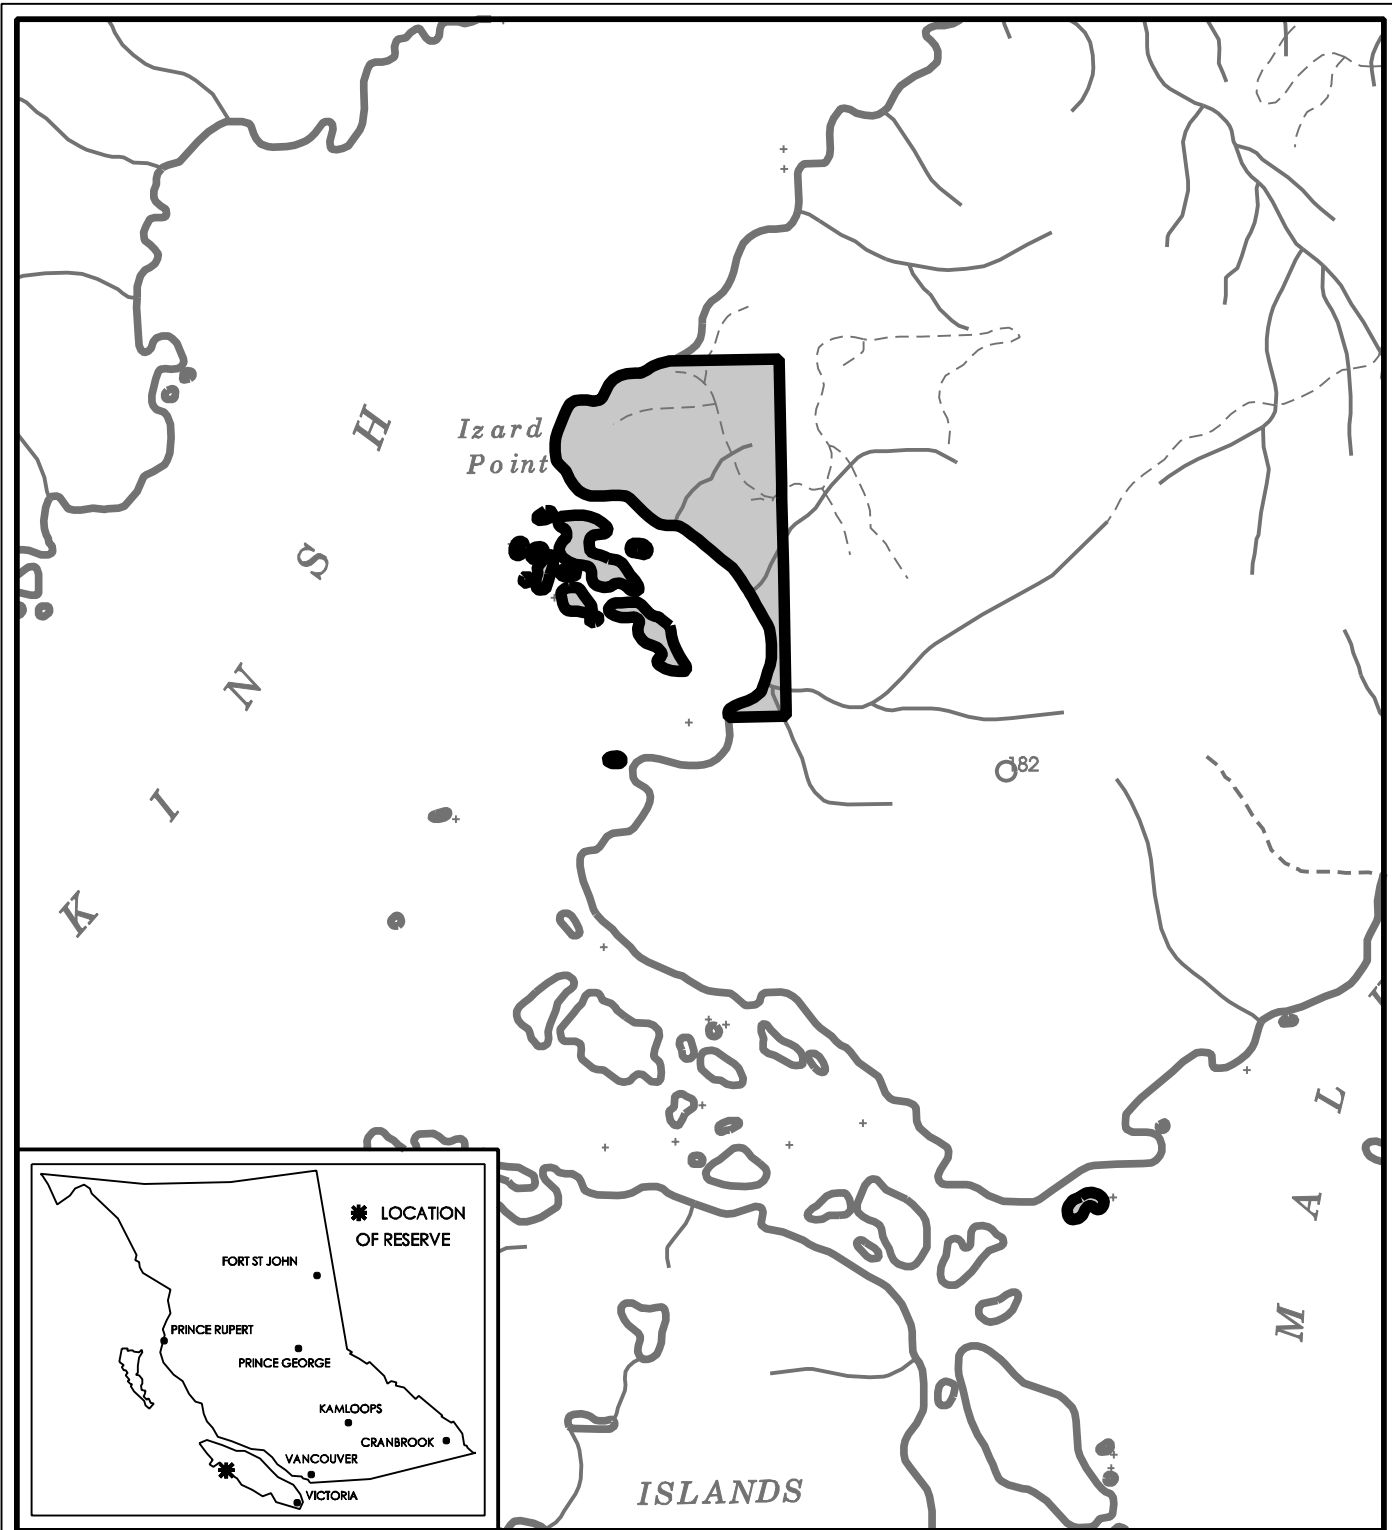 Izard
Point
K I N S H
182
M A L
LOCATION
OF RESERVE
FORT ST JOHN
PRINCE RUPERT
PRINCE GEORGE
KAMLOOPS
CRANBROOK
VANCOUVER
VICTORIA
ISLANDS